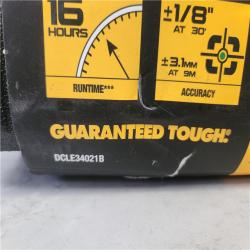 16
HOURS
RUNTIME***
±1/8"
AT 30'
±3.1MM
AT 9M
ACCURACY
GUARANTEED TOUGH.®
DCLE34021B